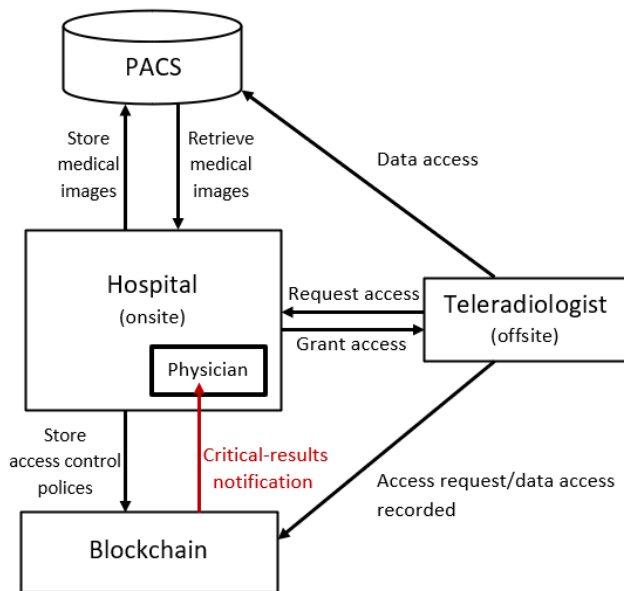 PACS
Store
medical
images
Retrieve
medical
images
Data access
Hospital
(onsite)
Physician
Request access
Grant access
Teleradiologist
(offsite)
Store
access control
polices
Critical-results
notification
Access request/data access
recorded
Blockchain